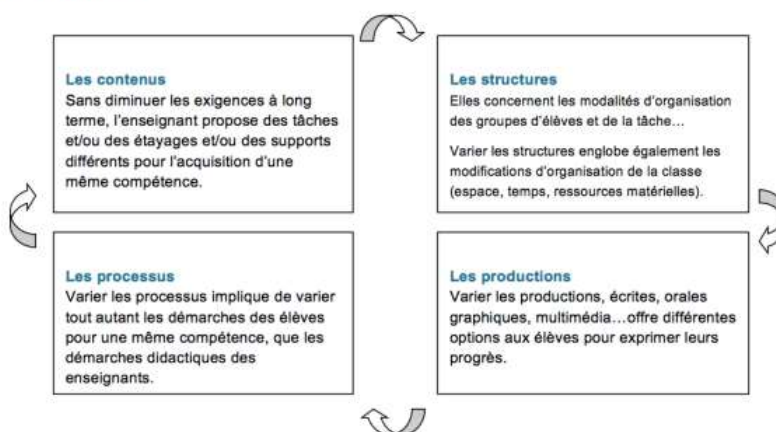 Les contenus
Sans diminuer les exigences à long
terme, l'enseignant propose des tâches
et/ou des étayages et/ou des supports
différents pour l'acquisition d'une
même compétence.
Les structures
Elles concernent les modalités d'organisation
des groupes d'élèves et de la tâche…
Varier les structures englobe également les
modifications d'organisation de la classe
(espace, temps, ressources matérielles).
Les processus
Varier les processus implique de varier
tout autant les démarches des élèves
pour une même compétence, que les
démarches didactiques des
enseignants.
Les productions
Varier les productions, écrites, orales
graphiques, multimédia…offre différentes
options aux élèves pour exprimer leurs
progrès.